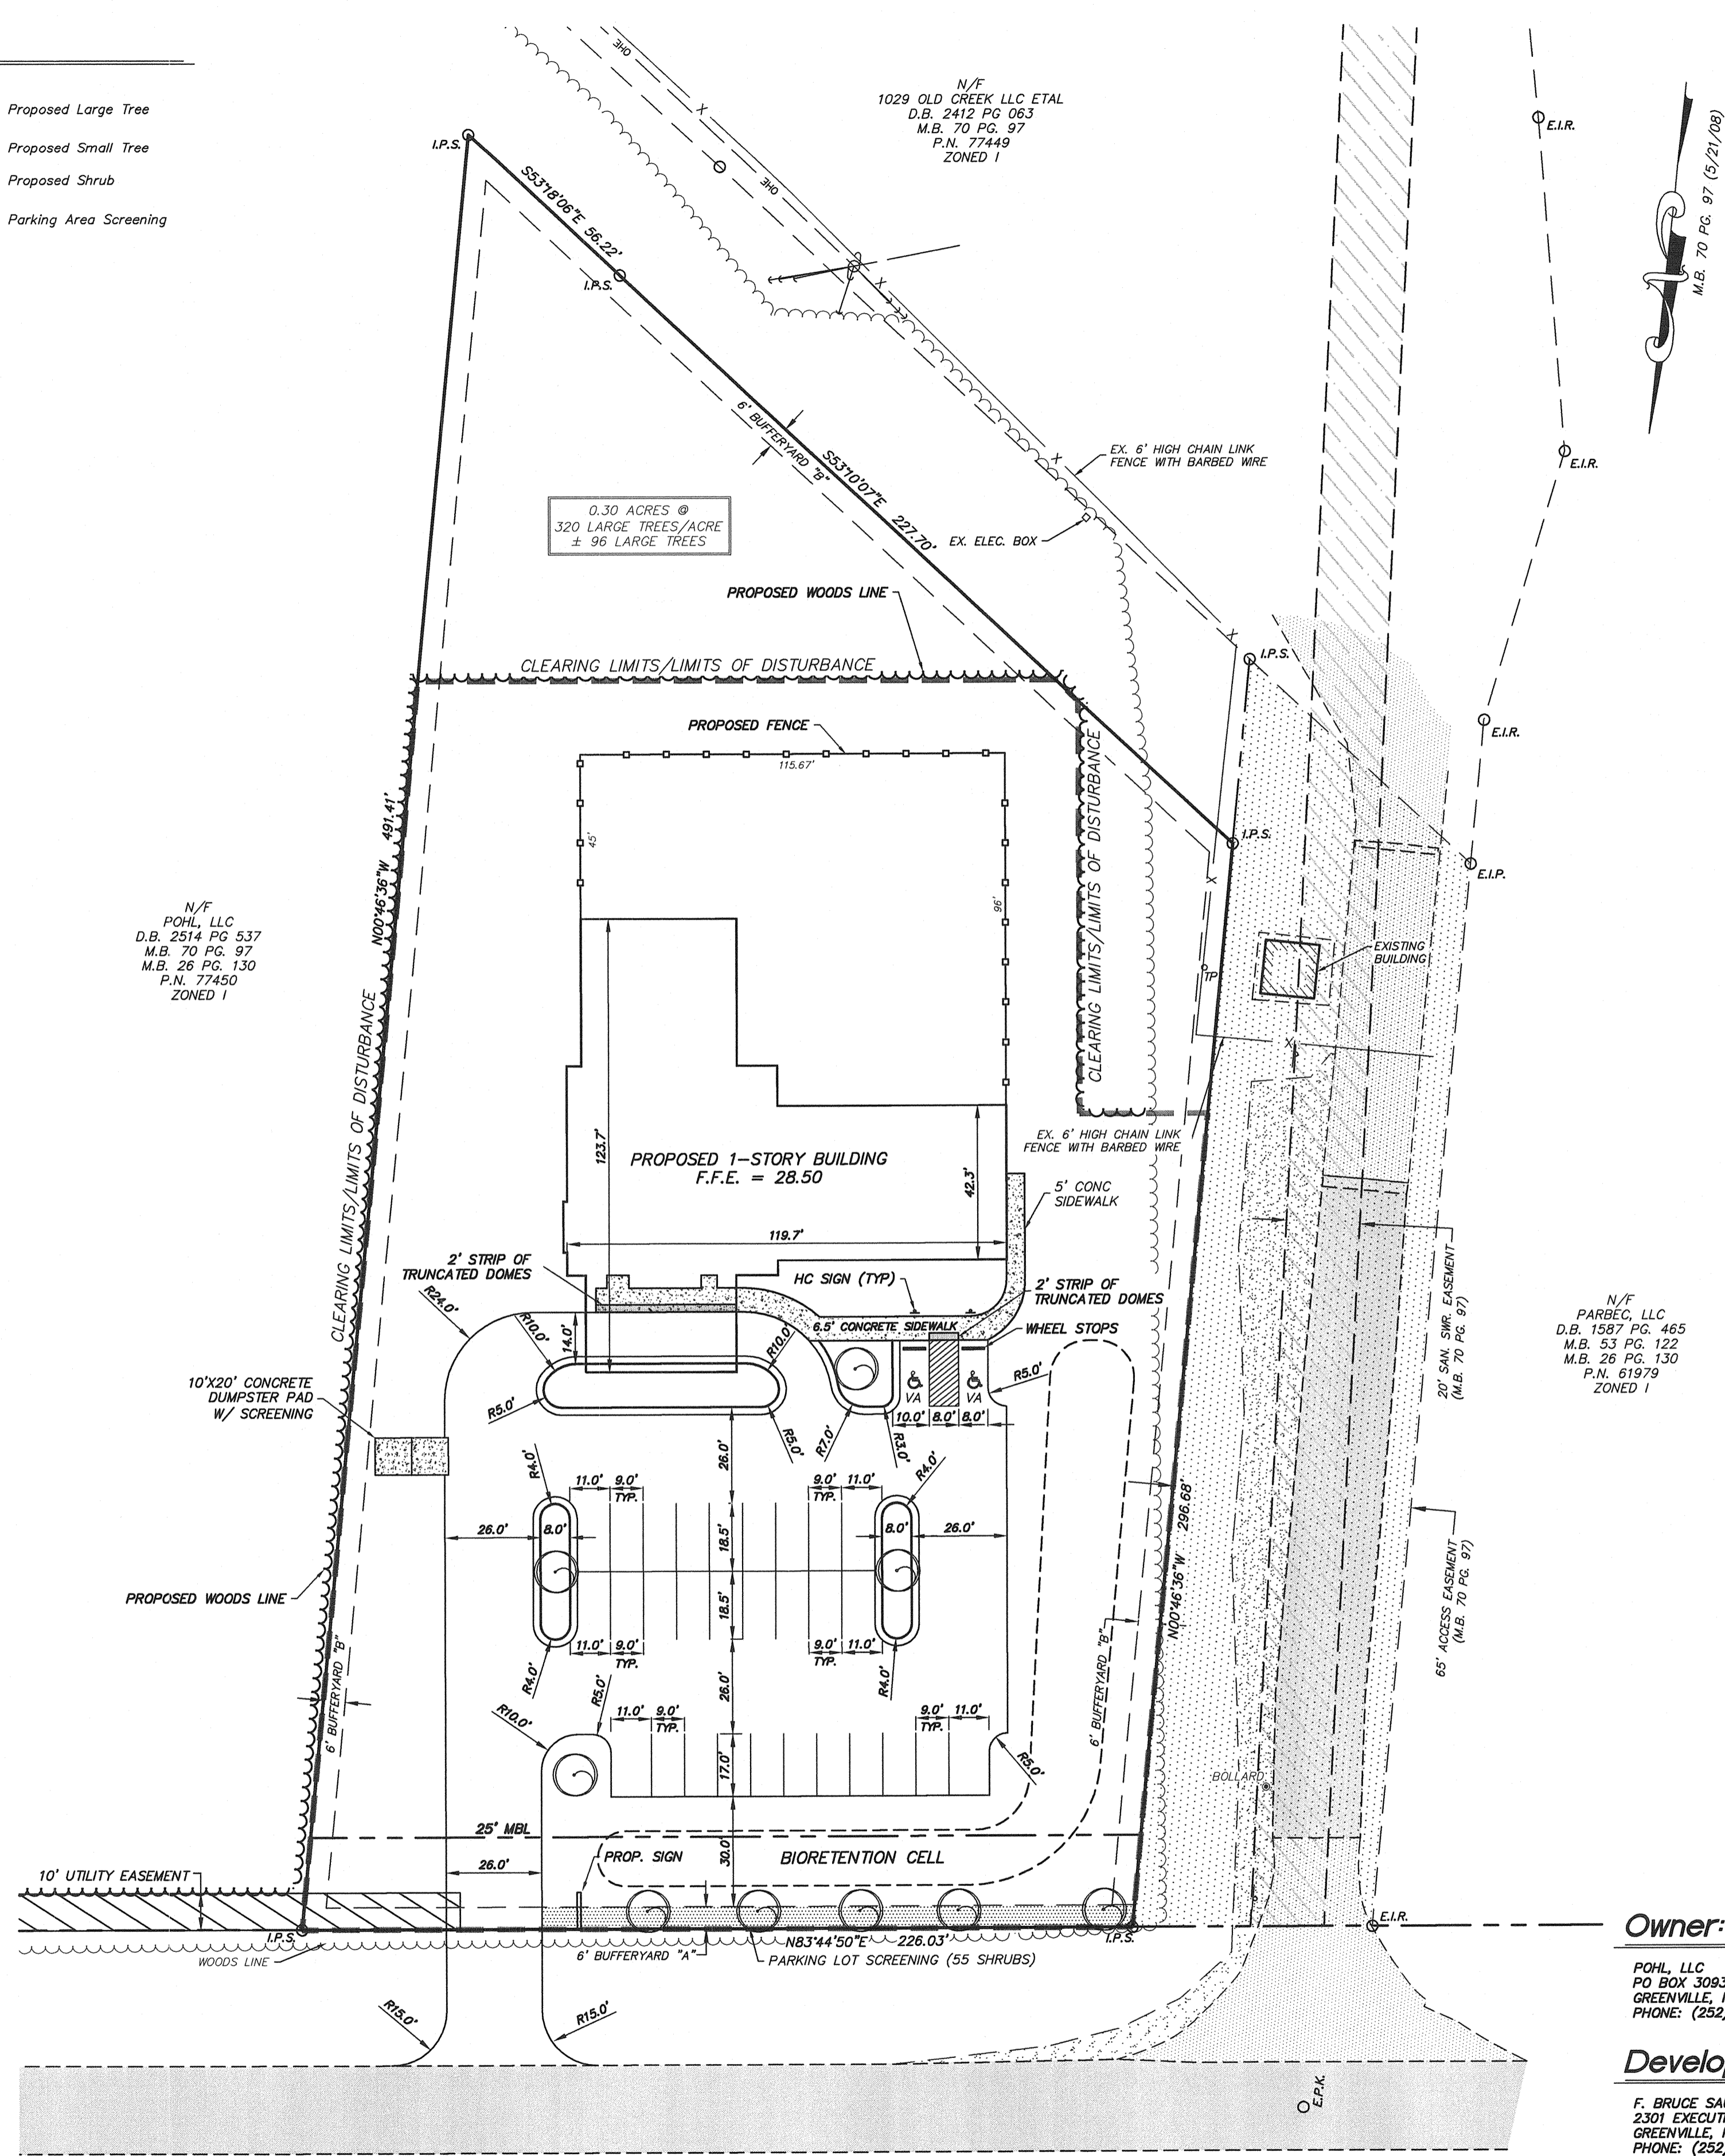 Proposed Large Tree
Proposed Small Tree
Proposed Shrub
Parking Area Screening
OHE
N/F
1029 OLD CREEK LLC ETAL
D.B. 2412 PG 063
M.B. 70 PG. 97
P.N. 77449
ZONED I
E.I.R.
M.B. 70 PG. 97 (5/21/08)
I.P.S.
S53°18'06"E 56.22'
I.P.S.
OHE
6' BUFFERYARD "B"
S53°10'07"E 227.70'
EX. 6' HIGH CHAIN LINK
FENCE WITH BARBED WIRE
E.I.R.
0.30 ACRES @
320 LARGE TREES/ACRE
± 96 LARGE TREES
EX. ELEC. BOX
PROPOSED WOODS LINE
CLEARING LIMITS/LIMITS OF DISTURBANCE
I.P.S.
PROPOSED FENCE
115.67'
E.I.R.
CLEARING LIMITS/LIMITS OF DISTURBANCE
N00°46'36"W 491.41'
45'
96'
I.P.S.
E.I.P.
N/F
POHL, LLC
D.B. 2514 PG 537
M.B. 70 PG. 97
M.B. 26 PG. 130
P.N. 77450
ZONED I
EXISTING
BUILDING
TP
CLEARING LIMITS/LIMITS OF DISTURBANCE
123.7'
PROPOSED 1-STORY BUILDING
F.F.E. = 28.50
42.3'
EX. 6' HIGH CHAIN LINK
FENCE WITH BARBED WIRE
5' CONC
SIDEWALK
119.7'
2' STRIP OF
TRUNCATED DOMES
HC SIGN (TYP)
2' STRIP OF
TRUNCATED DOMES
20' SAN. SWR. EASEMENT
(M.B. 70 PG. 97)
N/F
PARBEC, LLC
D.B. 1587 PG. 465
M.B. 53 PG. 122
M.B. 26 PG. 130
P.N. 61979
ZONED I
R24.0'
R10.0'
14.0'
R10.0'
6.5' CONCRETE SIDEWALK
WHEEL STOPS
10'X20' CONCRETE
DUMPSTER PAD
W/ SCREENING
R5.0'
R5.0'
R7.0'
R3.0'
VA
VA
R5.0'
10.0' 8.0' 8.0'
26.0'
R4.0'
R4.0'
11.0' 9.0'
TYP.
9.0' 11.0'
TYP.
26.0'
8.0'
18.5'
8.0'
26.0'
18.5'
N00°46'36"W 296.68'
65' ACCESS EASEMENT
(M.B. 70 PG. 97)
PROPOSED WOODS LINE
11.0' 9.0'
TYP.
9.0' 11.0'
TYP.
R4.0'
R4.0'
6' BUFFERYARD "B"
26.0'
6' BUFFERYARD "B"
R10.0'
R5.0'
11.0' 9.0'
TYP.
9.0' 11.0'
TYP.
17.0'
R5.0'
BOLLARD
25' MBL
30.0'
10' UTILITY EASEMENT
26.0'
PROP. SIGN
BIORETENTION CELL
I.P.S.
N83°44'50"E 226.03'
I.P.S.
E.I.R.
WOODS LINE
6' BUFFERYARD "A"
PARKING LOT SCREENING (55 SHRUBS)
R15.0'
R15.0'
E.P.K.
Owner:
POHL, LLC
PO BOX 3093
GREENVILLE,
PHONE: (252)
F. BRUCE
2301
GREENVILLE,
PHONE: (252)